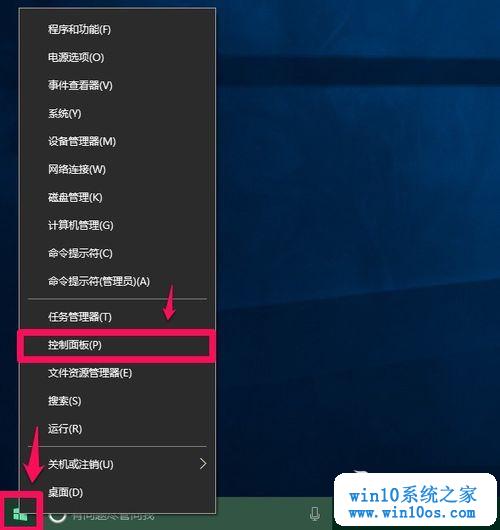 程序和功能(F)
电源选项(O)
事件查看器(V)
系统(Y)
设备管理器(M)
网络连接(W)
磁盘管理(K)
计算机管理(G)
命令提示符(C)
命令提示符(管理员)(A)
任务管理器(T)
控制面板(P)
文件资源管理器(E)
搜索(S)
运行(R)
关机或注销(U)
桌面(D)
有问题尽管问我
win10系统之家
www.win10os.com